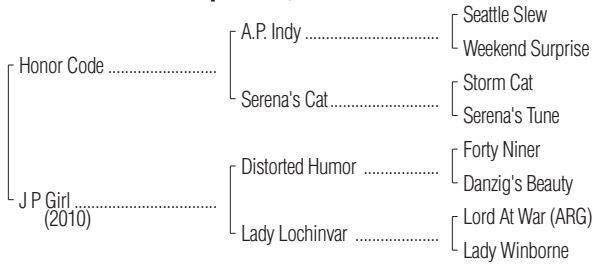 Seattle Slew
A.P. Indy ..........................
Weekend Surprise
Honor Code .....................
Storm Cat
Serena's Cat.....................
Serena's Tune
Forty Niner
Distorted Humor ...............
Danzig's Beauty
J P Girl ...........................
(2010)
Lord At War (ARG)
Lady Lochinvar .................
Lady Winborne